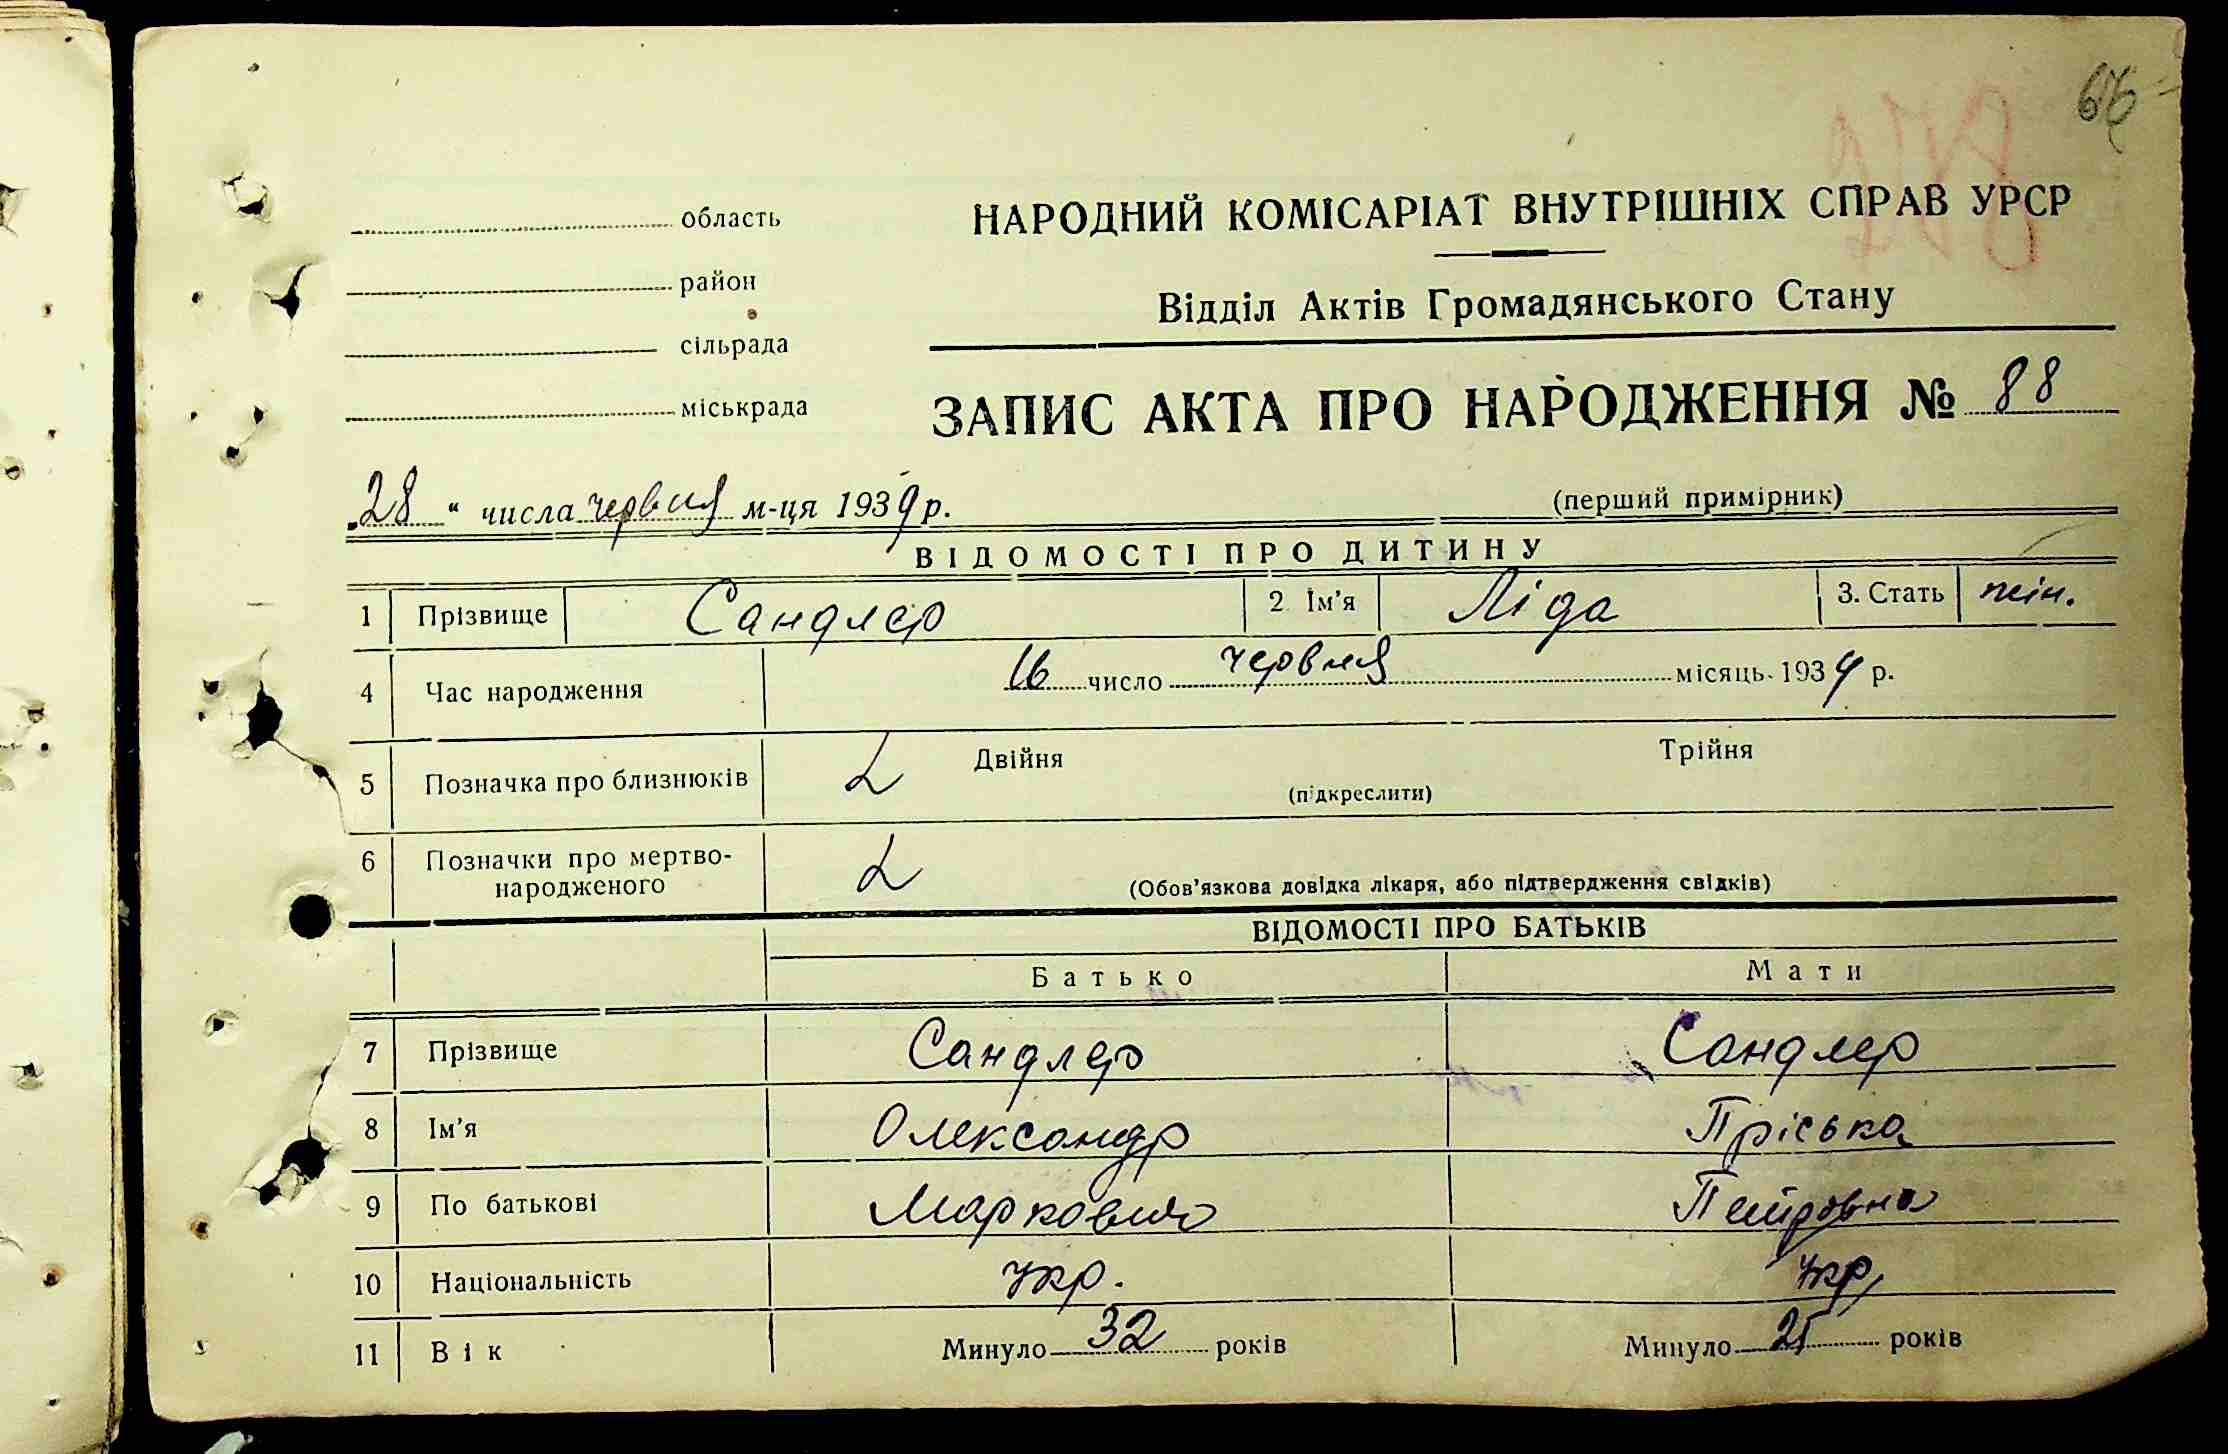 66
область
НАРОДНИЙ КОМІСАРІАТ ВНУТРІШНІХ СПРАВ УРСР
район
Відділ Актів Громадянського Стану
сільрада
міськрада
ЗАПИС АКТА ПРО НАРОДЖЕННЯ № 88
„28“ числа червня м-ця 1939 р.
(перший примірник)
ВІДОМОСТІ ПРО ДИТИНУ
1 Прізвище Сандлер 2. Ім'я Ліда 3. Стать жін.
4 Час народження 16 число червня місяць 1939 р.
5 Позначка про близнюків Двійня Трійня
(підкреслити)
6 Позначки про мертво-
народженого (Обов'язкова довідка лікаря, або підтвердження свідків)
ВІДОМОСТІ ПРО БАТЬКІВ
Батько Мати
7 Прізвище Сандлер Сандлер
8 Ім'я Олександр Пріська
9 По батькові Маркович Петровна
10 Національність укр. укр.
11 Вік Минуло 32 років Минуло 25 років